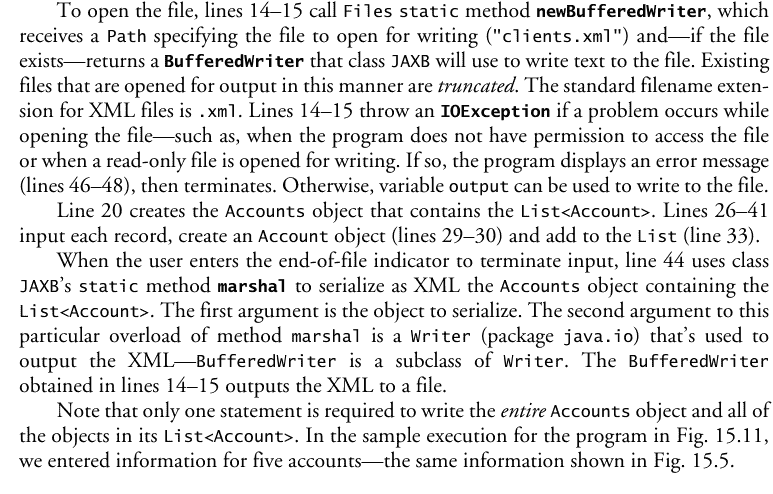 To open the file, lines 14–15 call Files static method newBufferedWriter, which
receives a Path specifying the file to open for writing ("clients.xml") and—if the file
exists—returns a BufferedWriter that class JAXB will use to write text to the file. Existing
files that are opened for output in this manner are truncated. The standard filename exten-
sion for XML files is .xml. Lines 14–15 throw an IOException if a problem occurs while
opening the file—such as, when the program does not have permission to access the file
or when a read-only file is opened for writing. If so, the program displays an error message
(lines 46–48), then terminates. Otherwise, variable output can be used to write to the file.
Line 20 creates the Accounts object that contains the List<Account>. Lines 26–41
input each record, create an Account object (lines 29–30) and add to the List (line 33).
When the user enters the end-of-file indicator to terminate input, line 44 uses class
JAXB's static method marshal to serialize as XML the Accounts object containing the
List<Account>. The first argument is the object to serialize. The second argument to this
particular overload of method marshal is a Writer (package java.io) that's used to
output the XML—BufferedWriter is a subclass of Writer. The BufferedWriter
obtained in lines 14–15 outputs the XML to a file.
Note that only one statement is required to write the entire Accounts object and all of
the objects in its List<Account>. In the sample execution for the program in Fig. 15.11,
we entered information for five accounts—the same information shown in Fig. 15.5.